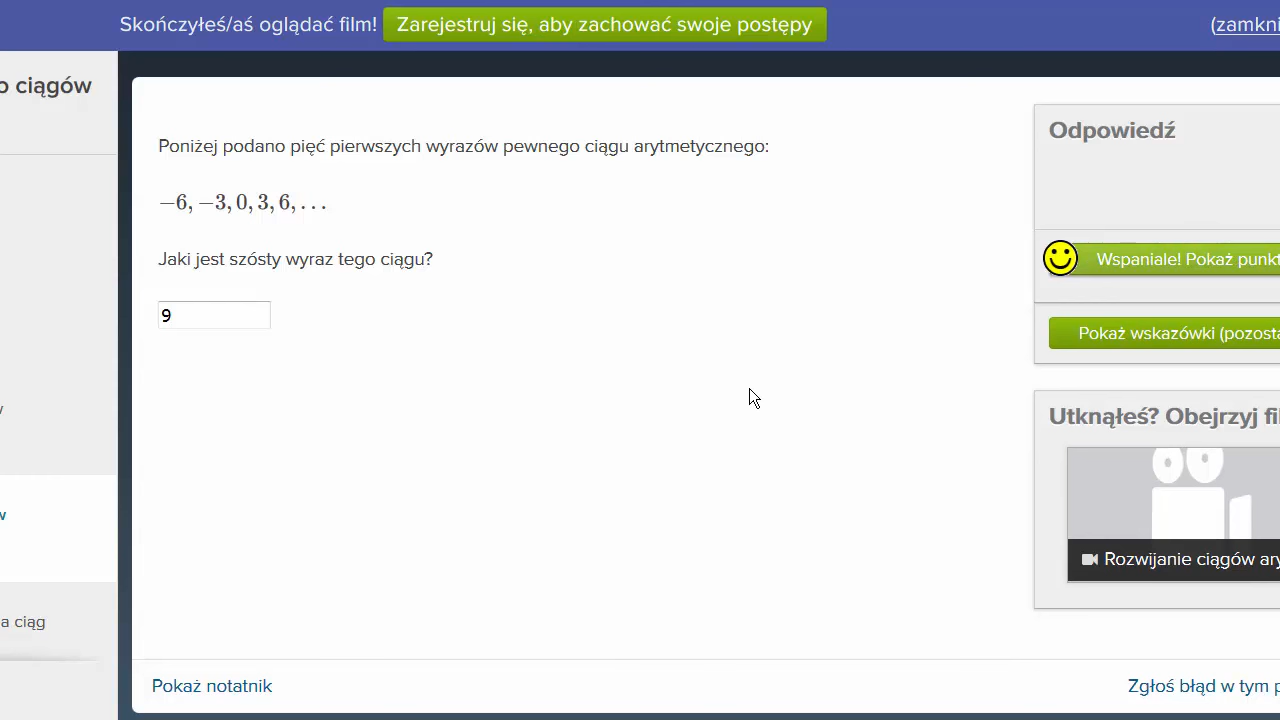 Skończyłeś/aś oglądać film! Zarejestruj się, aby zachować swoje postępy (zamkni
o ciągów
Poniżej podano pięć pierwszych wyrazów pewnego ciągu arytmetycznego:
−6, −3, 0, 3, 6, . . .
Jaki jest szósty wyraz tego ciągu?
9
Odpowiedź
Wspaniale! Pokaż punkt
Pokaż wskazówki (pozosta
Utknąłeś? Obejrzyj fi
Rozwijanie ciągów ary
w
a ciąg
Pokaż notatnik
Zgłoś błąd w tym p